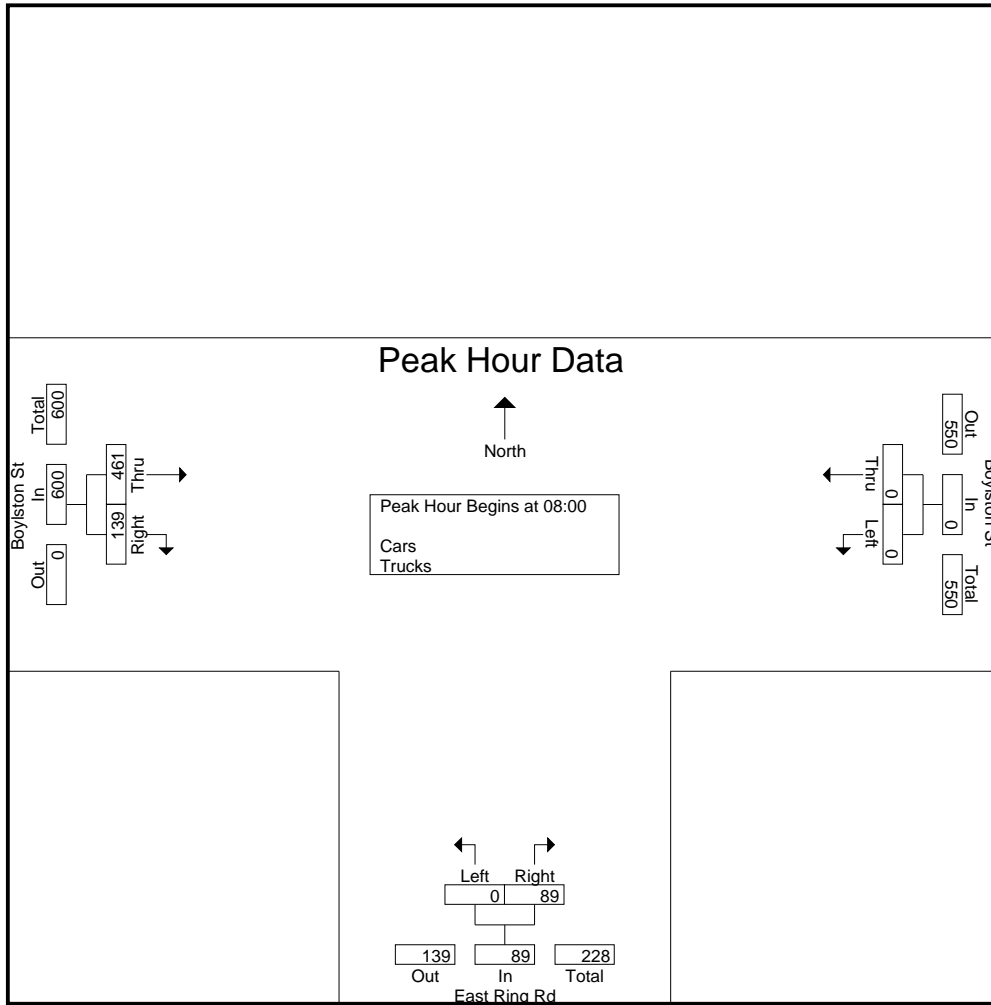 Peak Hour Data
North
Peak Hour Begins at 08:00
Cars
Trucks
Boylston St
Total
600
In
600
Out
0
461
Thru
139
Right
Thru
0
Left
0
Out
550
In
0
Total
550
Boylston St
Left
Right
0
89
139
89
228
Out
In
Total
East Ring Rd